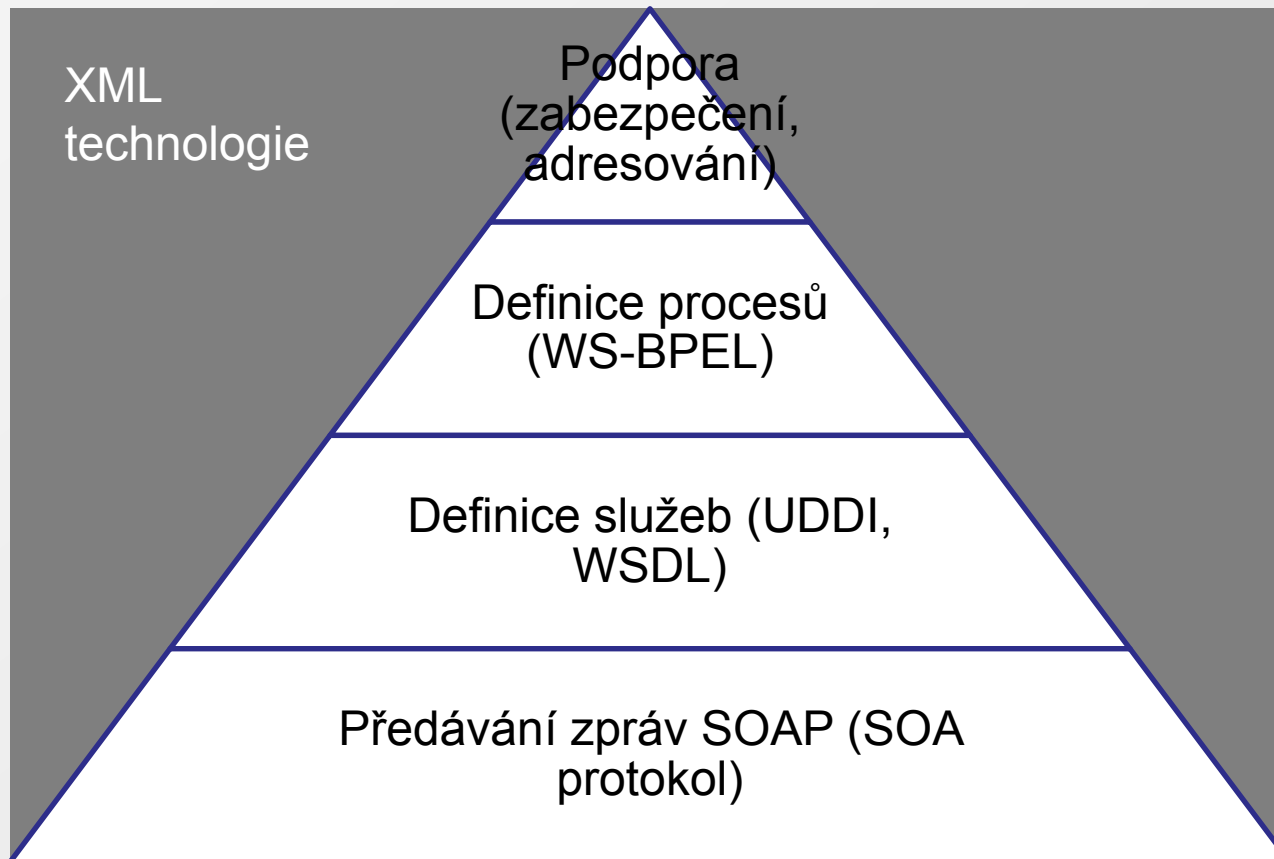 XML
technologie
Podpora
(zabezpečení,
adresování)
Definice procesů
(WS-BPEL)
Definice služeb (UDDI,
WSDL)
Předávání zpráv SOAP (SOA
protokol)